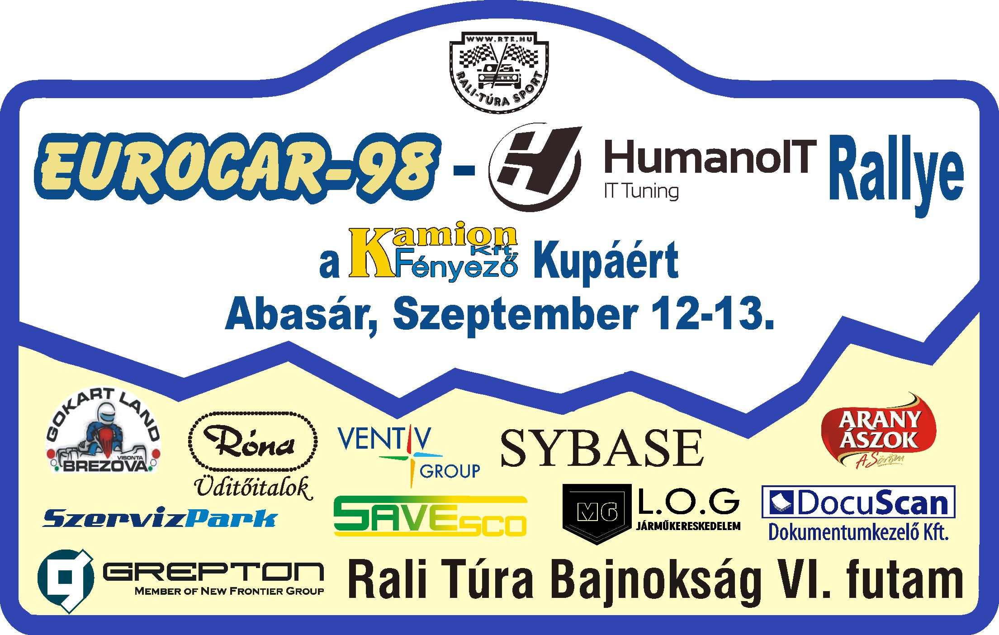 WWW.RTE.HU
RALI-TÚRA SPORT
EUROCAR-98 - H HumanoIT Rallye
IT Tuning
a Kamion Kft. Fényező Kupáért
Abasár, Szeptember 12-13.
GOKART LAND
VISONTA
BREZOVA
Róna
Üditőitalok
VENTIV
GROUP
SYBASE
ARANY
ÁSZOK
A Söröm
SzervizPark
SAVESCO
MG
L.O.G
JÁRMŰKERESKEDELEM
DocuScan
Dokumentumkezelő Kft.
g GREPTON
MEMBER OF NEW FRONTIER GROUP
Rali Túra Bajnokság VI. futam